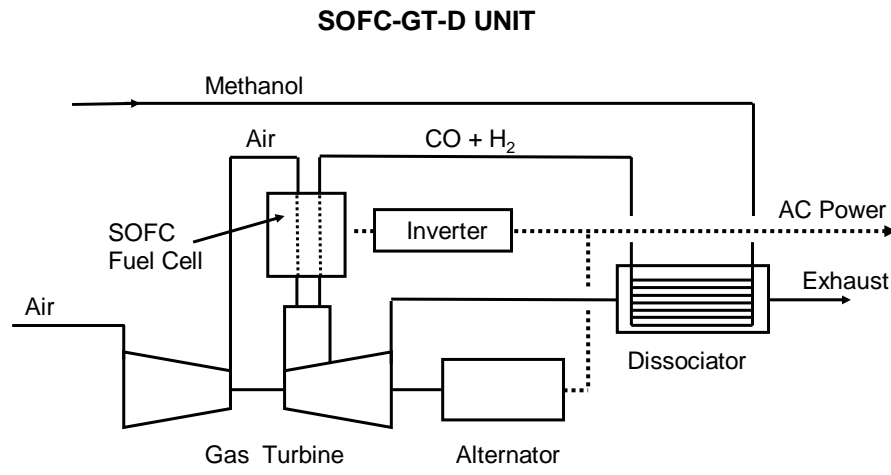 SOFC-GT-D UNIT
Methanol
Air
CO + H₂
AC Power
SOFC
Fuel Cell
Inverter
Exhaust
Air
Dissociator
Gas Turbine
Alternator